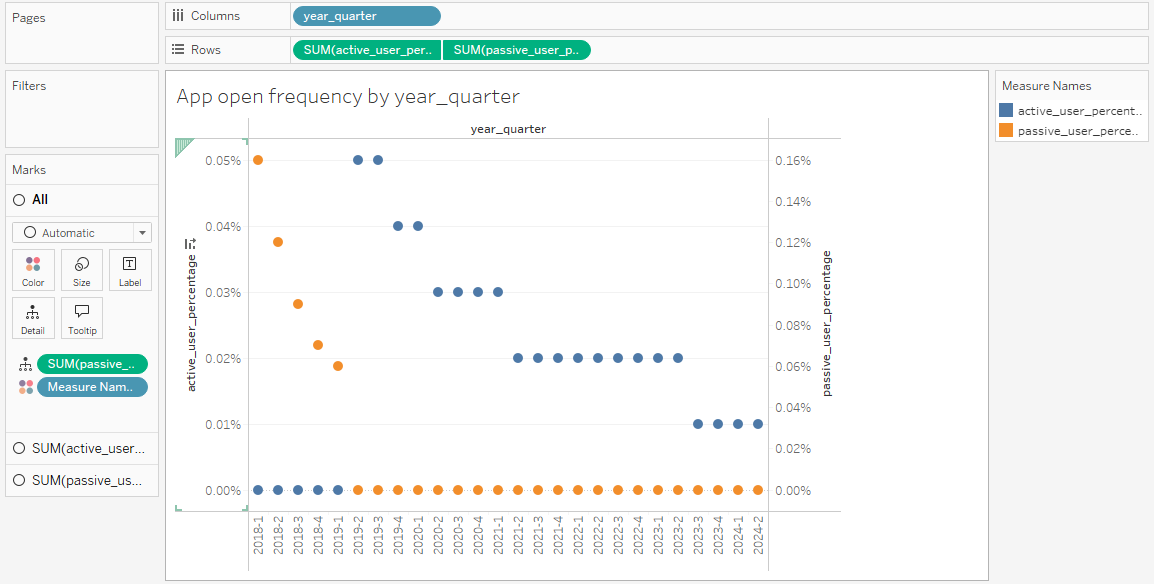 Pages
Columns
year_quarter
Rows
SUM(active_user_per..
SUM(passive_user_p..
Filters
Marks
All
Automatic
Color
Size
Label
Detail
Tooltip
SUM(passive_..
Measure Nam..
SUM(active_user...
SUM(passive_us...
App open frequency by year_quarter
year_quarter
active_user_percentage
0.05%
0.04%
0.03%
0.02%
0.01%
0.00%
0.16%
0.14%
0.12%
0.10%
0.08%
0.06%
0.04%
0.02%
0.00%
passive_user_percentage
2018-1
2018-2
2018-3
2018-4
2019-1
2019-2
2019-3
2019-4
2020-1
2020-2
2020-3
2020-4
2021-1
2021-2
2021-3
2021-4
2022-1
2022-2
2022-3
2022-4
2023-1
2023-2
2023-3
2023-4
2024-1
2024-2
Measure Names
active_user_percent..
passive_user_perce..